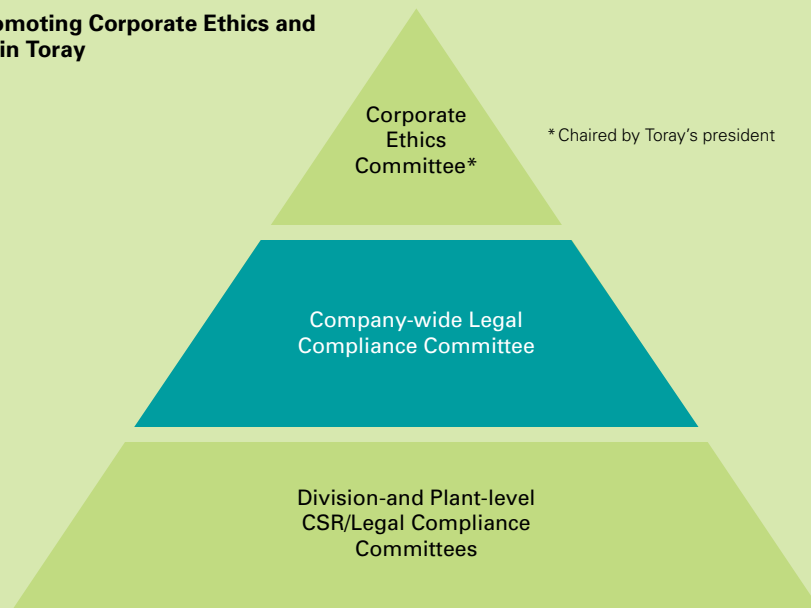 omoting Corporate Ethics and
in Toray
Corporate
Ethics
Committee*
* Chaired by Toray's president
Company-wide Legal
Compliance Committee
Division-and Plant-level
CSR/Legal Compliance
Committees